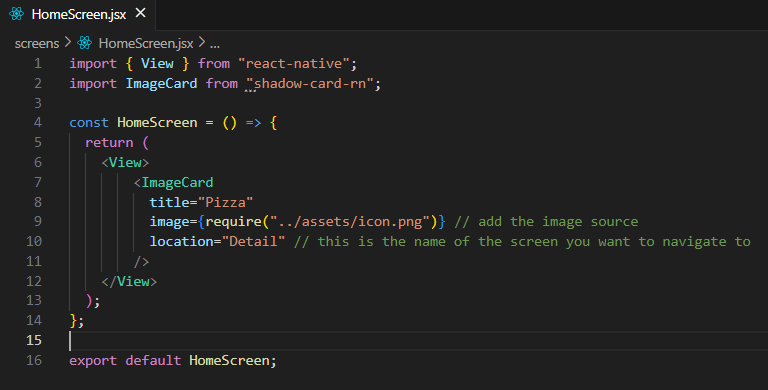 HomeScreen.jsx
screens > HomeScreen.jsx > ...
1 import { View } from "react-native";
2 import ImageCard from "shadow-card-rn";
3
4 const HomeScreen = () => {
5   return (
6     <View>
7         <ImageCard
8           title="Pizza"
9           image={require("../assets/icon.png")} // add the image source
10           location="Detail" // this is the name of the screen you want to navigate to
11         />
12     </View>
13   );
14 };
15
16 export default HomeScreen;